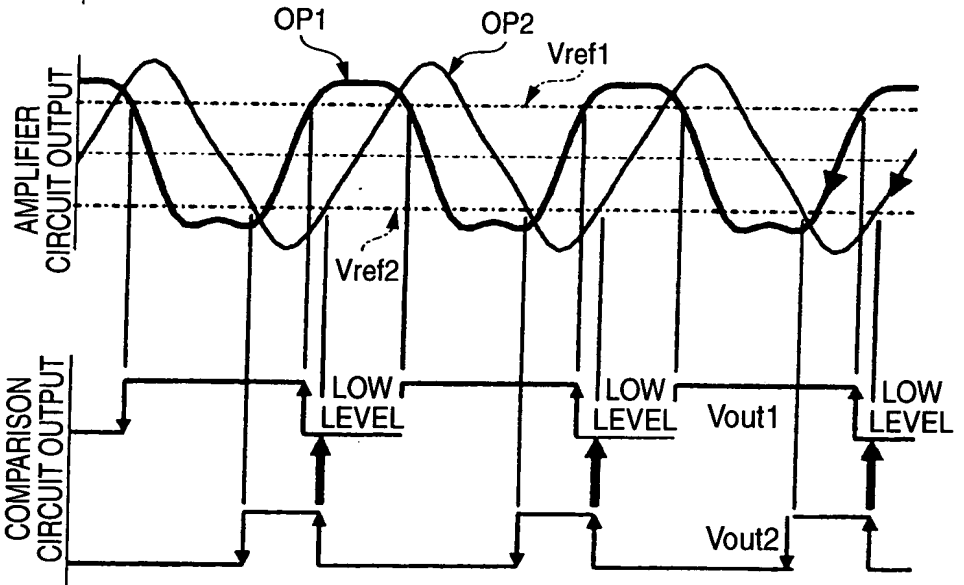 OP1
OP2
Vref1
AMPLIFIER
CIRCUIT OUTPUT
Vref2
COMPARISON
CIRCUIT OUTPUT
LOW
LEVEL
LOW
LEVEL
Vout1
LOW
LEVEL
Vout2